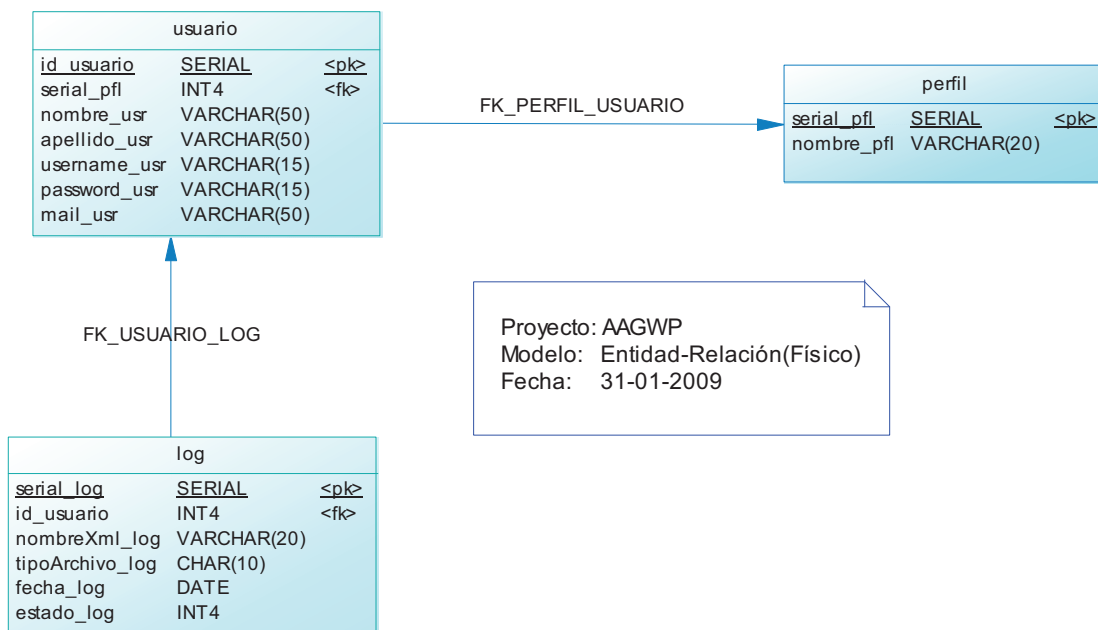 usuario
id_usuario SERIAL <pk>
serial_pfl INT4 <fk>
nombre_usr VARCHAR(50)
apellido_usr VARCHAR(50)
username_usr VARCHAR(15)
password_usr VARCHAR(15)
mail_usr VARCHAR(50)
FK_PERFIL_USUARIO
perfil
serial_pfl SERIAL <pk>
nombre_pfl VARCHAR(20)
FK_USUARIO_LOG
Proyecto: AAGWP
Modelo: Entidad-Relación(Físico)
Fecha: 31-01-2009
log
serial_log SERIAL <pk>
id_usuario INT4 <fk>
nombreXml_log VARCHAR(20)
tipoArchivo_log CHAR(10)
fecha_log DATE
estado_log INT4